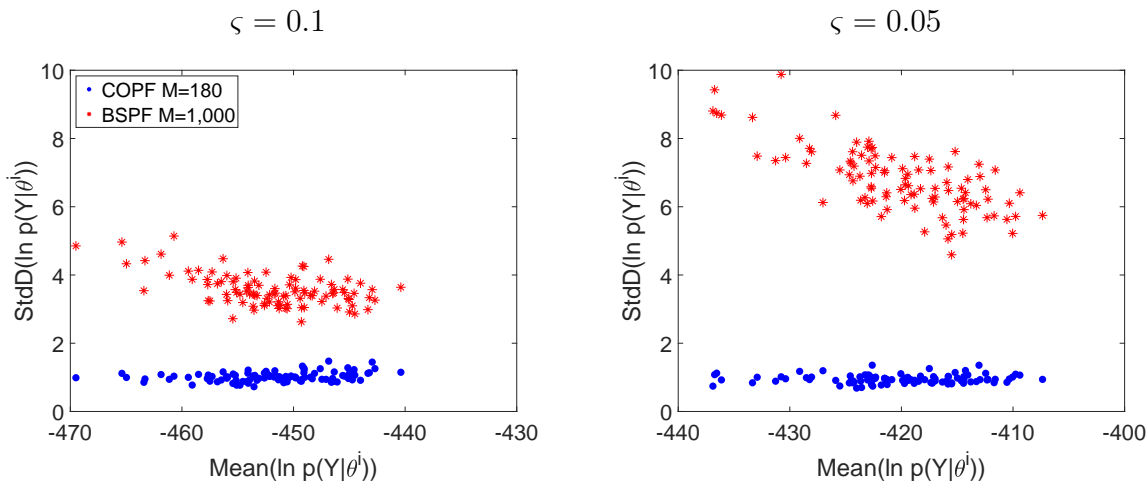 ς = 0.1
ς = 0.05
StdD(ln p(Y|θ^i))
10
8
6
4
2
0
COPF M=180
BSPF M=1,000
-470 -460 -450 -440 -430
Mean(ln p(Y|θ^i))
StdD(ln p(Y|θ^i))
10
8
6
4
2
0
-440 -430 -420 -410 -400
Mean(ln p(Y|θ^i))